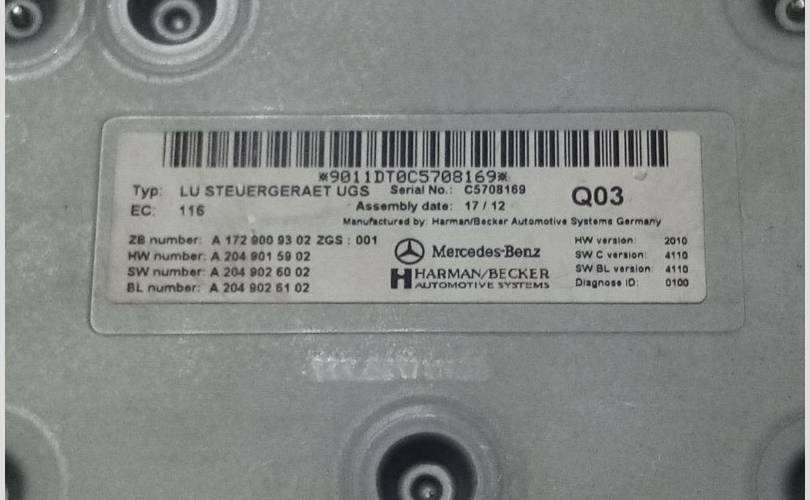 *9011DT0C5708169*
Typ: LU STEUERGERAET UGS Serial No.: C5708169 Q03
EC: 116 Assembly date: 17 / 12
Manufactured by: Harman/Becker Automotive Systems Germany
ZB number: A 172 900 93 02 ZGS : 001 Mercedes-Benz HW version: 2010
HW number: A 204 901 59 02 SW C version: 4110
SW number: A 204 902 60 02 HARMAN/BECKER SW BL version: 4110
BL number: A 204 902 61 02 AUTOMOTIVE SYSTEMS Diagnose ID: 0100